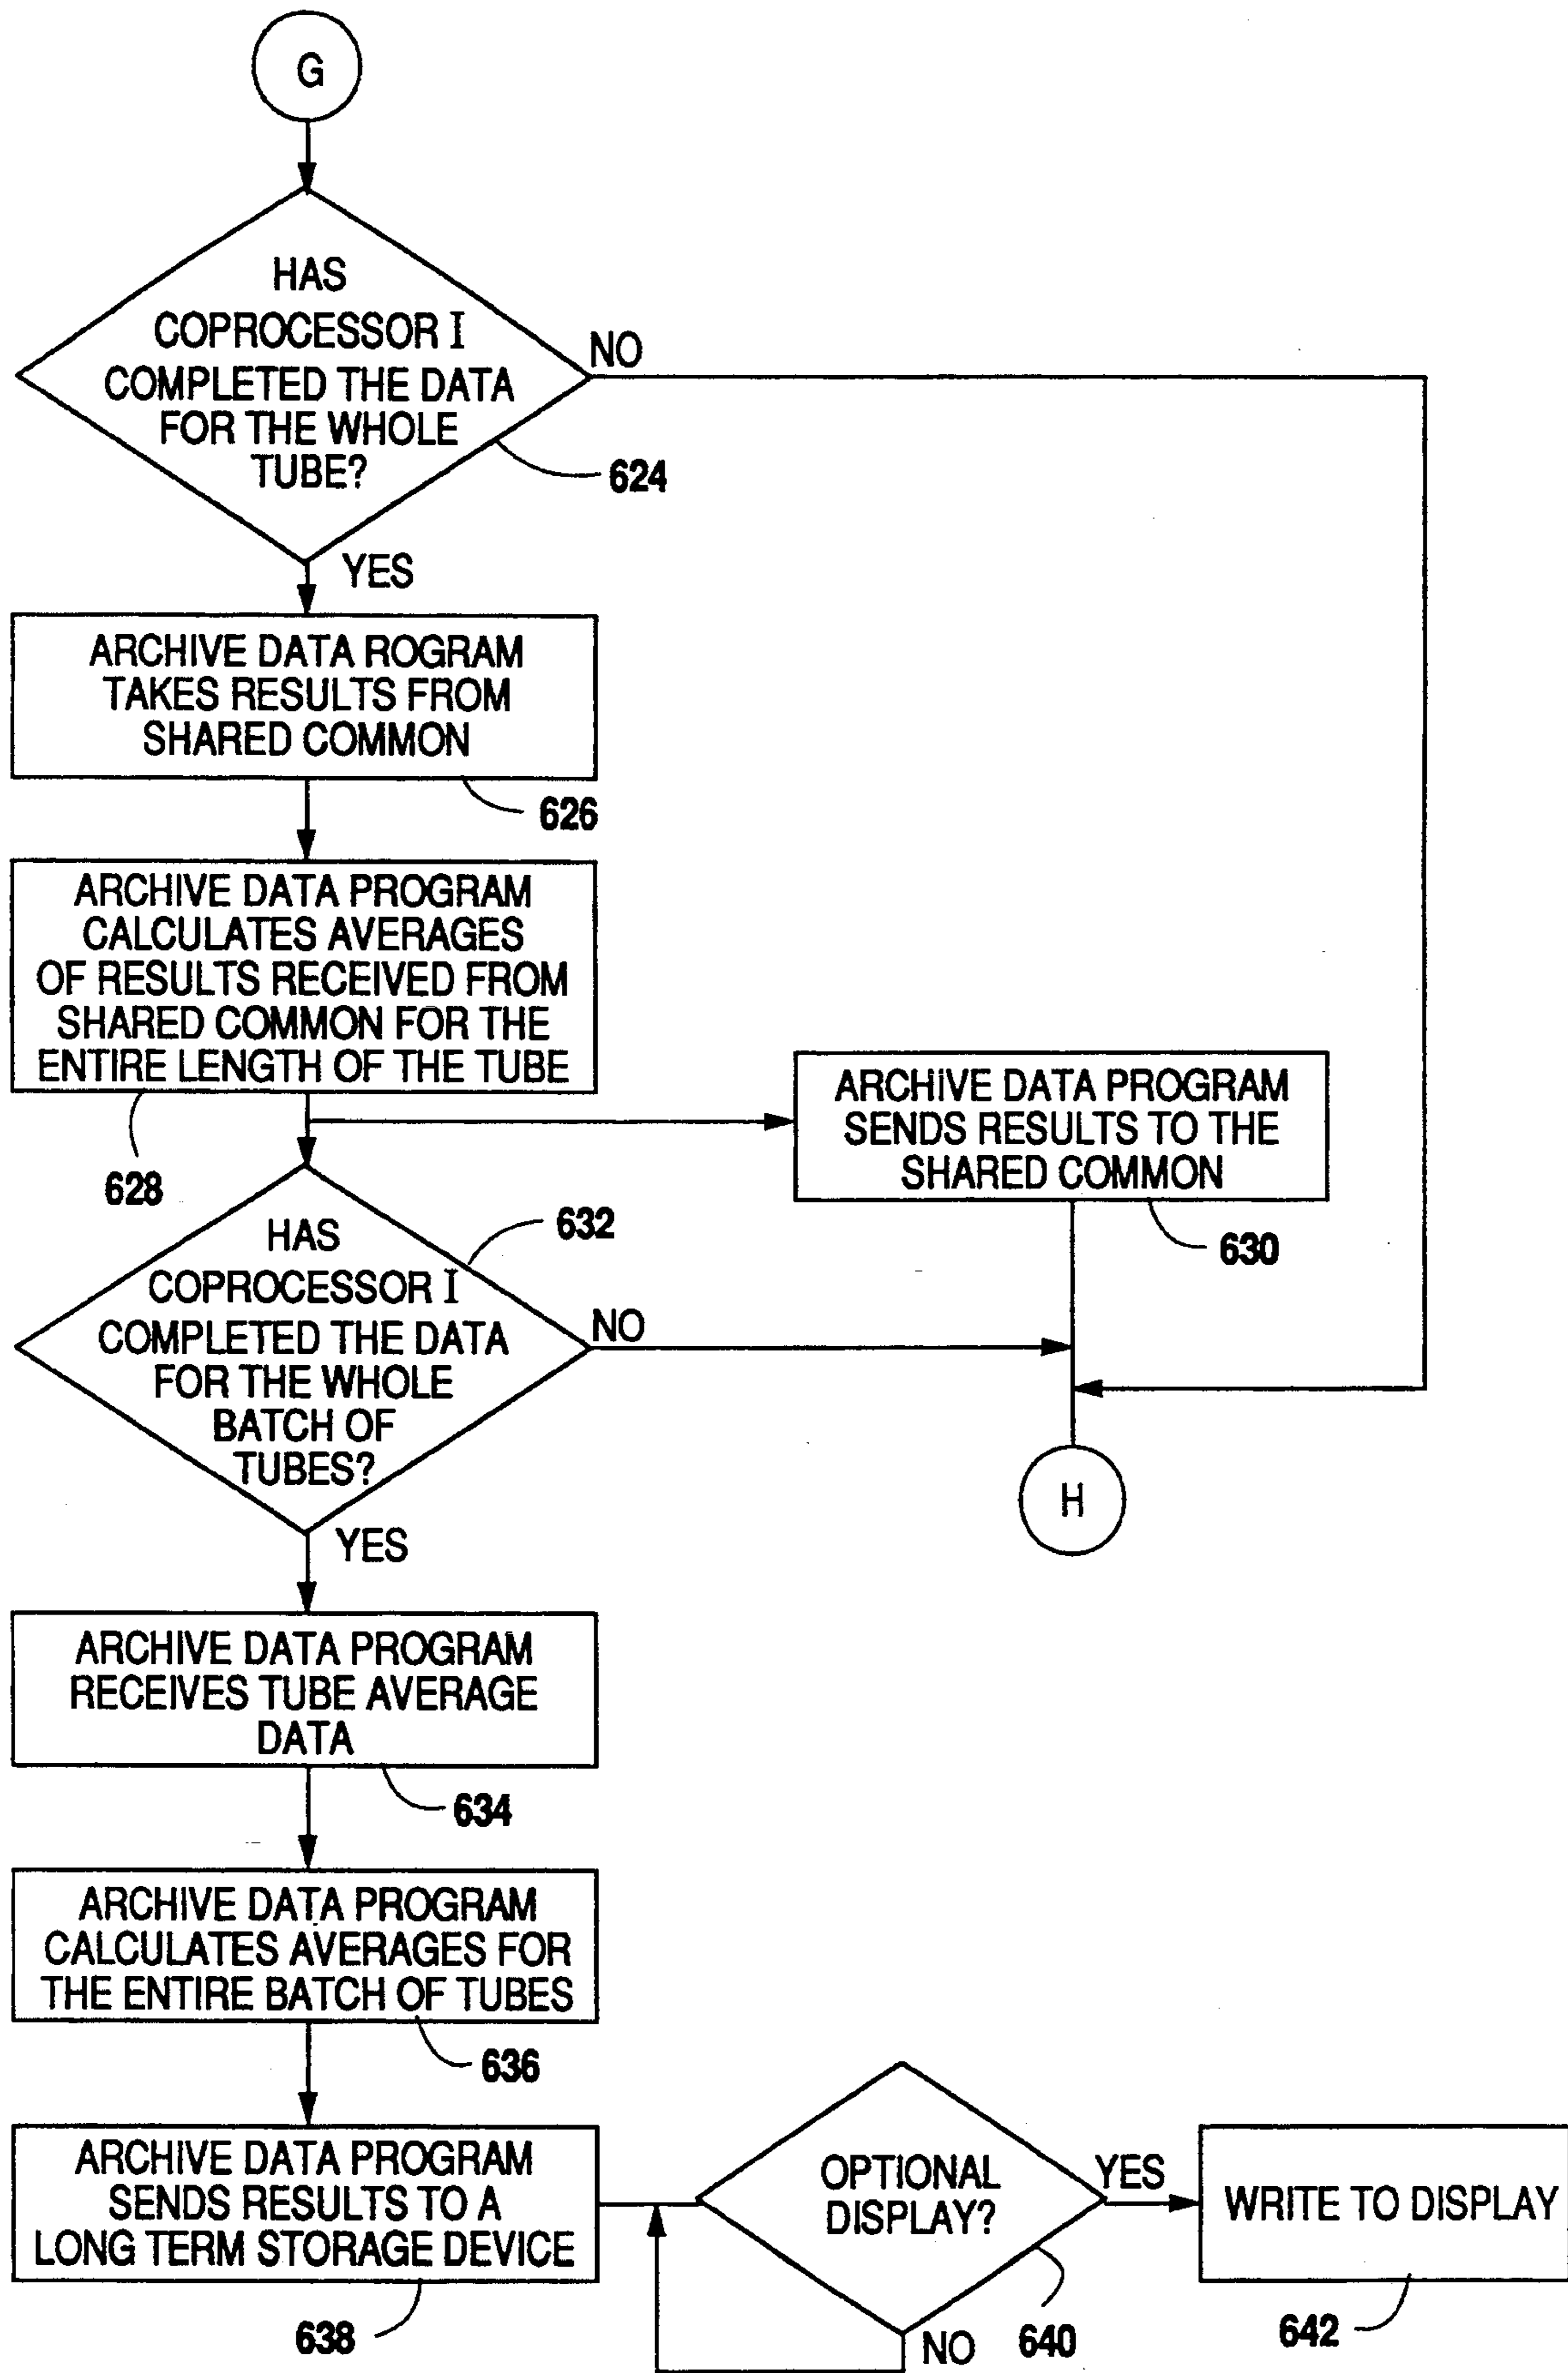 G
HAS
COPROCESSOR I
COMPLETED THE DATA
FOR THE WHOLE
TUBE?
NO
624
YES
ARCHIVE DATA ROGRAM
TAKES RESULTS FROM
SHARED COMMON
626
ARCHIVE DATA PROGRAM
CALCULATES AVERAGES
OF RESULTS RECEIVED FROM
SHARED COMMON FOR THE
ENTIRE LENGTH OF THE TUBE
628
ARCHIVE DATA PROGRAM
SENDS RESULTS TO THE
SHARED COMMON
630
HAS
COPROCESSOR I
COMPLETED THE DATA
FOR THE WHOLE
BATCH OF
TUBES?
632
NO
H
YES
ARCHIVE DATA PROGRAM
RECEIVES TUBE AVERAGE
DATA
634
ARCHIVE DATA PROGRAM
CALCULATES AVERAGES FOR
THE ENTIRE BATCH OF TUBES
636
ARCHIVE DATA PROGRAM
SENDS RESULTS TO A
LONG TERM STORAGE DEVICE
638
OPTIONAL
DISPLAY?
YES
NO
640
WRITE TO DISPLAY
642